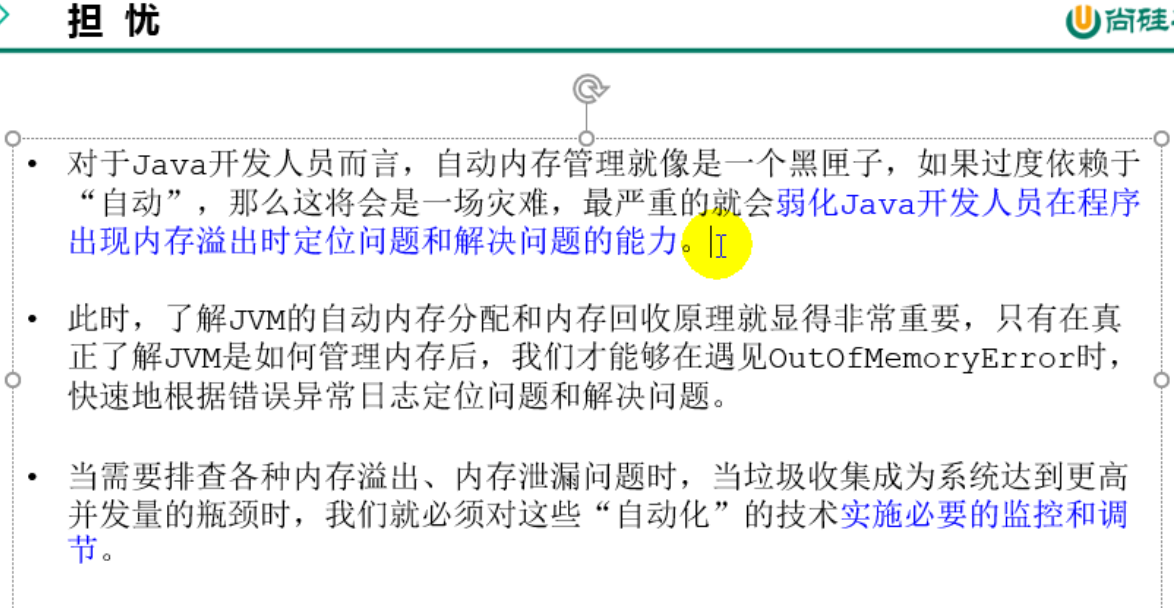 担 忧
尚硅
• 对于Java开发人员而言，自动内存管理就像是一个黑匣子，如果过度依赖于
“自动”，那么这将会是一场灾难，最严重的就会弱化Java开发人员在程序
出现内存溢出时定位问题和解决问题的能力。
• 此时，了解JVM的自动内存分配和内存回收原理就显得非常重要，只有在真
正了解JVM是如何管理内存后，我们才能够在遇见OutOfMemoryError时，
快速地根据错误异常日志定位问题和解决问题。
• 当需要排查各种内存溢出、内存泄漏问题时，当垃圾收集成为系统达到更高
并发量的瓶颈时，我们就必须对这些“自动化”的技术实施必要的监控和调
节。